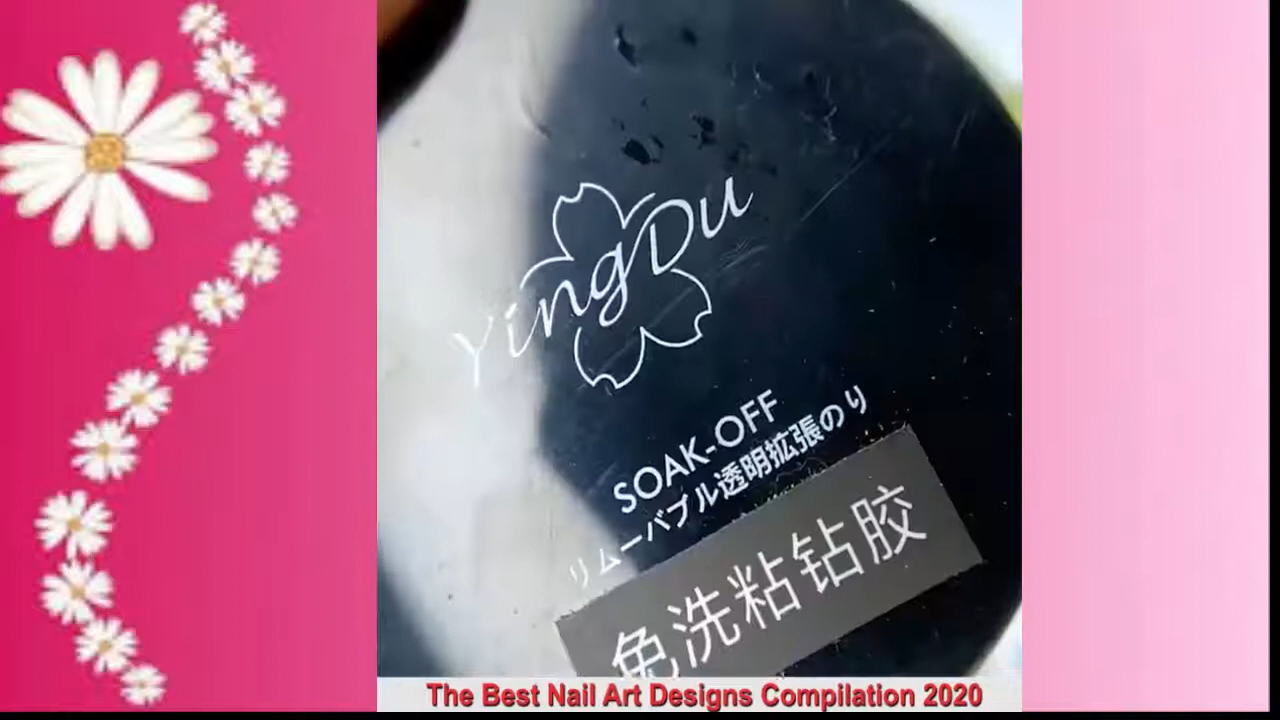 YingDu
SOAK-OFF
リムーバブル透明拡張のり
免洗粘钻胶
The Best Nail Art Designs Compilation 2020